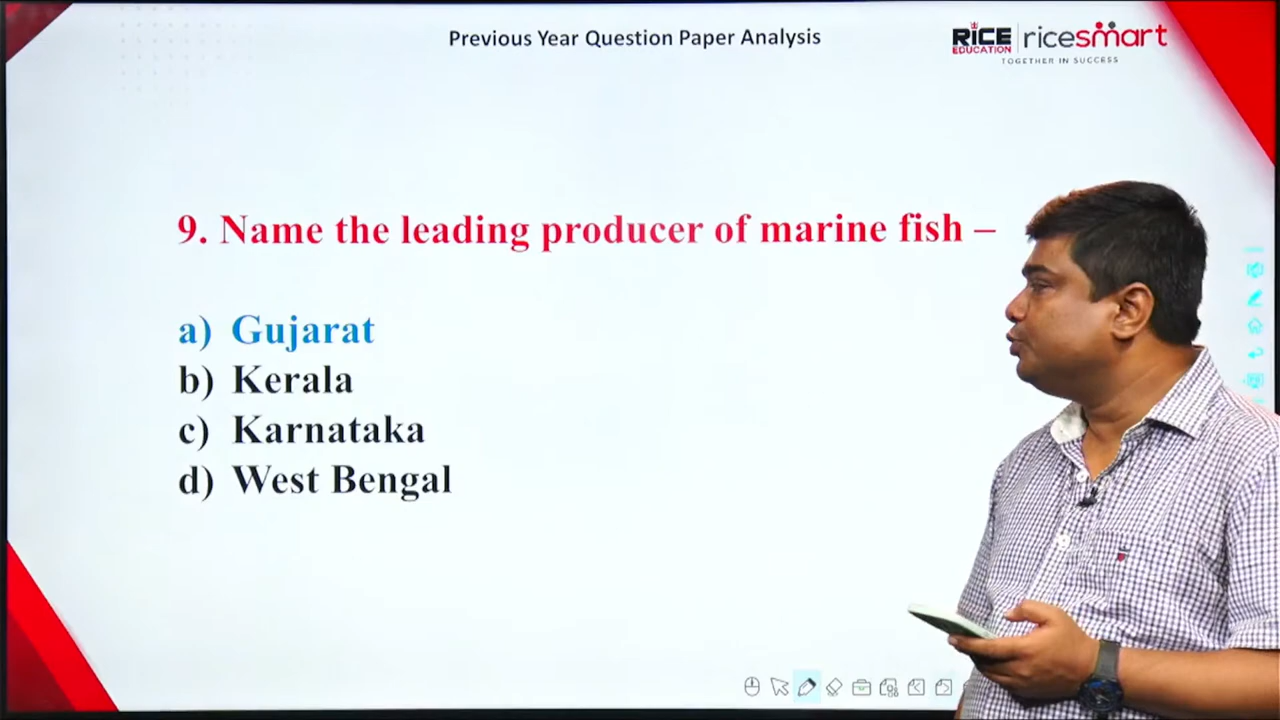 Previous Year Question Paper Analysis
RICE EDUCATION | ricesmart
TOGETHER IN SUCCESS
9. Name the leading producer of marine fish –
a) Gujarat
b) Kerala
c) Karnataka
d) West Bengal